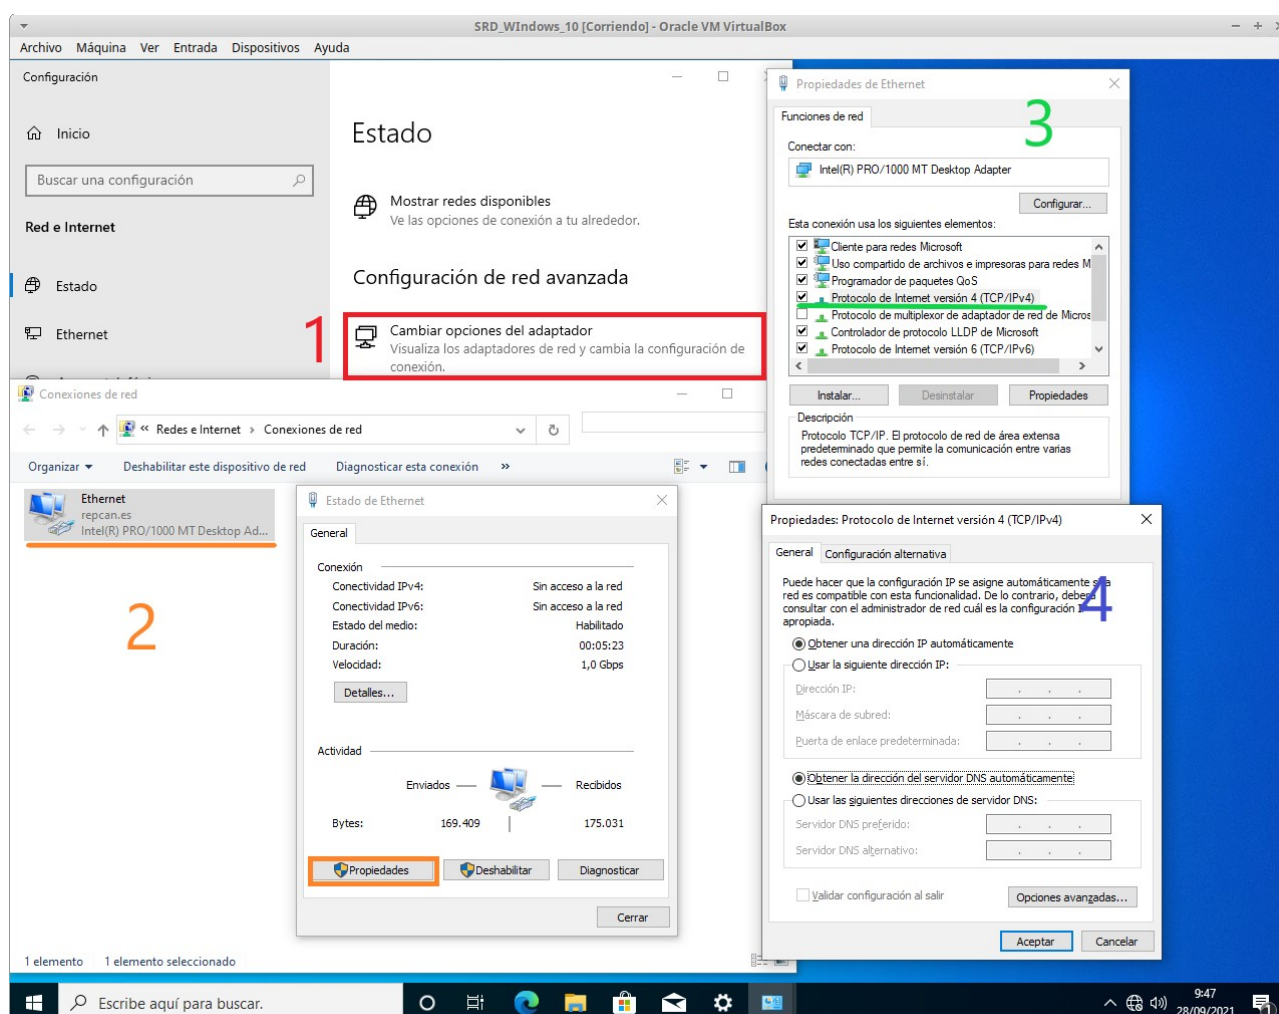 SRD_WIndows_10 [Corriendo] - Oracle VM VirtualBox
Archivo Máquina Ver Entrada Dispositivos Ayuda
Configuración
Inicio
Buscar una configuración
Red e Internet
Estado
Ethernet
Estado
Mostrar redes disponibles
Ve las opciones de conexión a tu alrededor.
Configuración de red avanzada
1
Cambiar opciones del adaptador
Visualiza los adaptadores de red y cambia la configuración de
conexión.
Conexiones de red
« Redes e Internet › Conexiones de red
Organizar Deshabilitar este dispositivo de red Diagnosticar esta conexión »
Ethernet
repcan.es
Intel(R) PRO/1000 MT Desktop Ad...
2
Estado de Ethernet
General
Conexión
Conectividad IPv4: Sin acceso a la red
Conectividad IPv6: Sin acceso a la red
Estado del medio: Habilitado
Duración: 00:05:23
Velocidad: 1,0 Gbps
Detalles...
Actividad
Enviados Recibidos
Bytes: 169.409 175.031
Propiedades Deshabilitar Diagnosticar
Cerrar
1 elemento 1 elemento seleccionado
Propiedades de Ethernet
3
Funciones de red
Conectar con:
Intel(R) PRO/1000 MT Desktop Adapter
Configurar...
Esta conexión usa los siguientes elementos:
Cliente para redes Microsoft
Uso compartido de archivos e impresoras para redes M
Programador de paquetes QoS
Protocolo de Internet versión 4 (TCP/IPv4)
Protocolo de multiplexor de adaptador de red de Micros
Controlador de protocolo LLDP de Microsoft
Protocolo de Internet versión 6 (TCP/IPv6)
Instalar... Desinstalar Propiedades
Descripción
Protocolo TCP/IP. El protocolo de red de área extensa
predeterminado que permite la comunicación entre varias
redes conectadas entre sí.
Propiedades: Protocolo de Internet versión 4 (TCP/IPv4)
General Configuración alternativa
4
Puede hacer que la configuración IP se asigne automáticamente si la
red es compatible con esta funcionalidad. De lo contrario, deberá
consultar con el administrador de red cuál es la configuración
apropiada.
Obtener una dirección IP automáticamente
Usar la siguiente dirección IP:
Dirección IP:
Máscara de subred:
Puerta de enlace predeterminada:
Obtener la dirección del servidor DNS automáticamente
Usar las siguientes direcciones de servidor DNS:
Servidor DNS preferido:
Servidor DNS alternativo:
Validar configuración al salir Opciones avanzadas...
Aceptar Cancelar
Escribe aquí para buscar.
9:47
28/09/2021